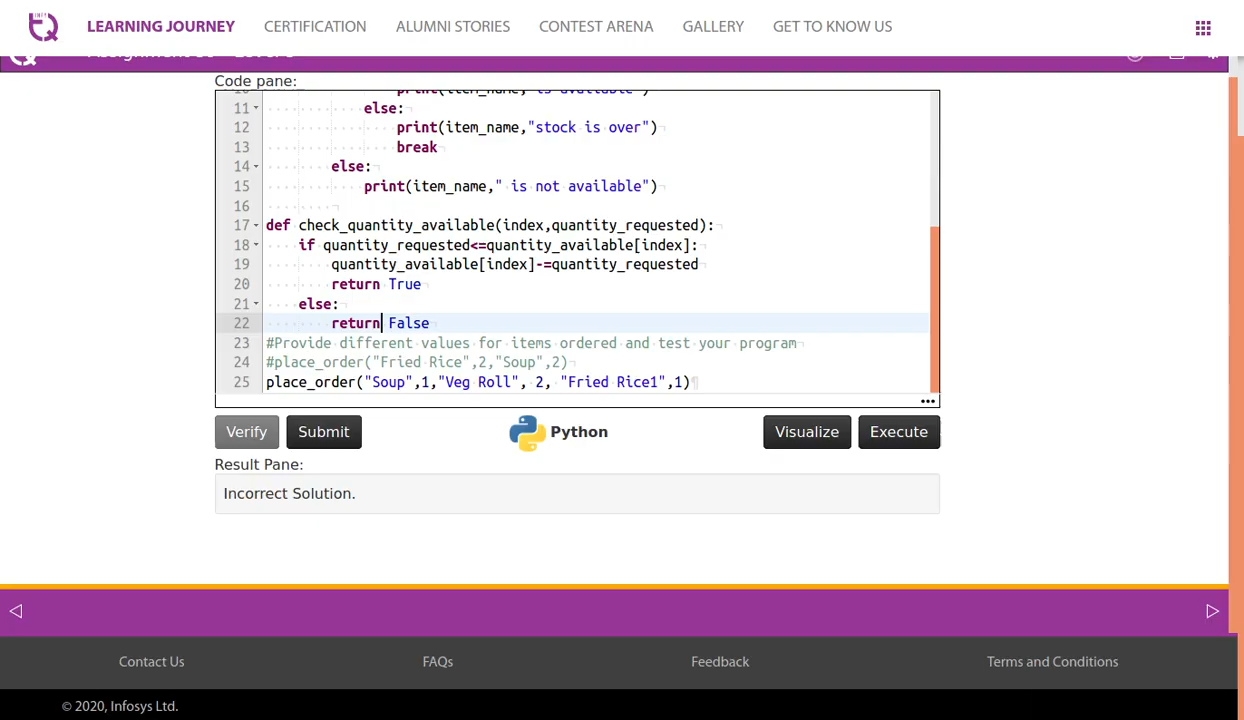 LEARNING JOURNEY CERTIFICATION ALUMNI STORIES CONTEST ARENA GALLERY GET TO KNOW US
Code pane:
print(item_name," is available")
11 else:
12 print(item_name,"stock is over")
13 break
14 else:
15 print(item_name," is not available")
16
17 def check_quantity_available(index,quantity_requested):
18 if quantity_requested<=quantity_available[index]:
19 quantity_available[index]-=quantity_requested
20 return True
21 else:
22 return False
23 #Provide different values for items ordered and test your program
24 #place_order("Fried Rice",2,"Soup",2)
25 place_order("Soup",1,"Veg Roll", 2, "Fried Rice1",1)
Verify Submit Python Visualize Execute
Result Pane:
Incorrect Solution.
Contact Us FAQs Feedback Terms and Conditions
© 2020, Infosys Ltd.